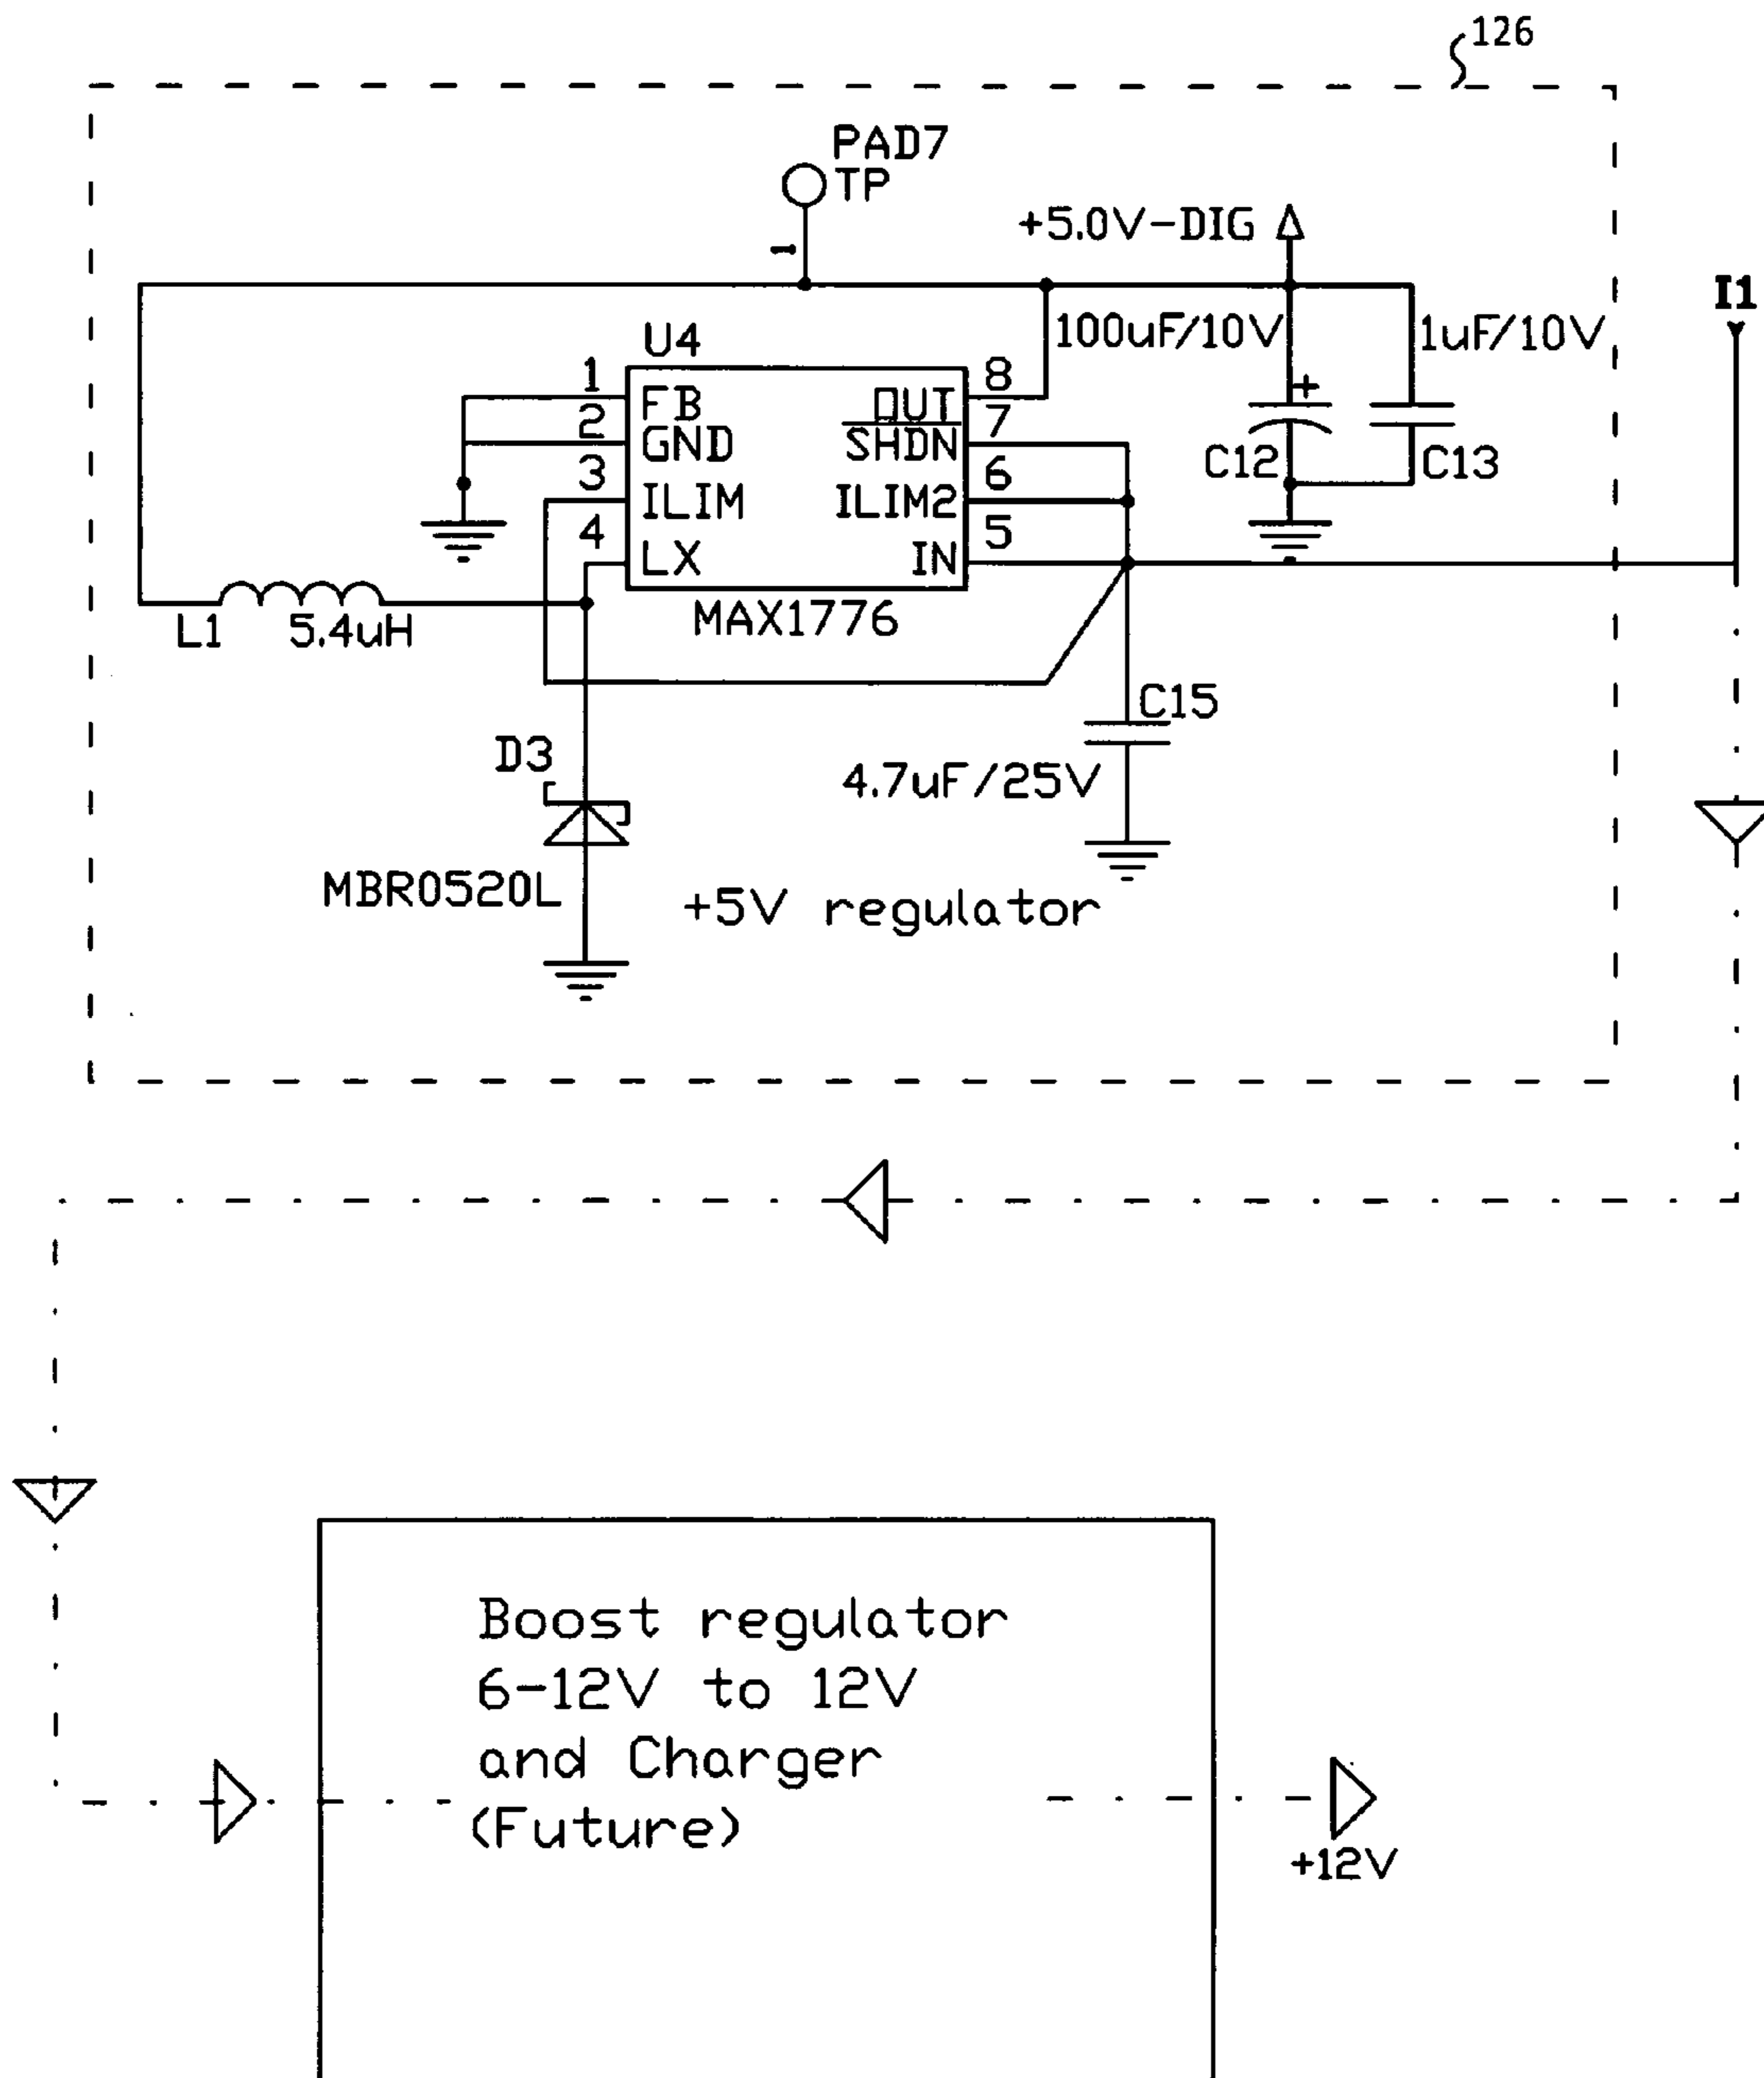 126
PAD7
TP
1
+5.0V-DIG
I1
100uF/10V
1uF/10V
U4
1
FB
2
GND
3
ILIM
4
LX
8
OUT
7
SHDN
6
ILIM2
5
IN
MAX1776
+
C12
C13
L1
5.4uH
C15
4.7uF/25V
D3
MBR0520L
+5V regulator
Boost regulator
6-12V to 12V
and Charger
(Future)
+12V